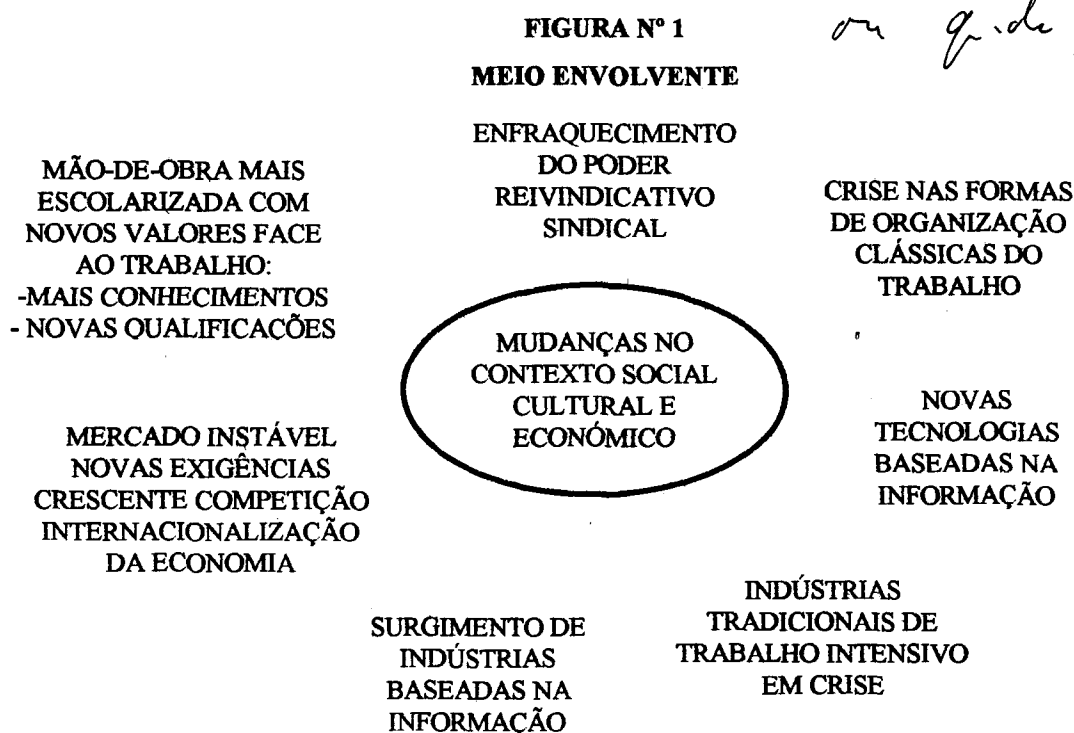 FIGURA Nº 1
MEIO ENVOLVENTE
ENFRAQUECIMENTO
DO PODER
REIVINDICATIVO
SINDICAL
MÃO-DE-OBRA MAIS
ESCOLARIZADA COM
NOVOS VALORES FACE
AO TRABALHO:
-MAIS CONHECIMENTOS
- NOVAS QUALIFICAÇÕES
CRISE NAS FORMAS
DE ORGANIZAÇÃO
CLÁSSICAS DO
TRABALHO
MUDANÇAS NO
CONTEXTO SOCIAL
CULTURAL E
ECONÓMICO
MERCADO INSTÁVEL
NOVAS EXIGÊNCIAS
CRESCENTE COMPETIÇÃO
INTERNACIONALIZAÇÃO
DA ECONOMIA
NOVAS
TECNOLOGIAS
BASEADAS NA
INFORMAÇÃO
SURGIMENTO DE
INDÚSTRIAS
BASEADAS NA
INFORMAÇÃO
INDÚSTRIAS
TRADICIONAIS DE
TRABALHO INTENSIVO
EM CRISE